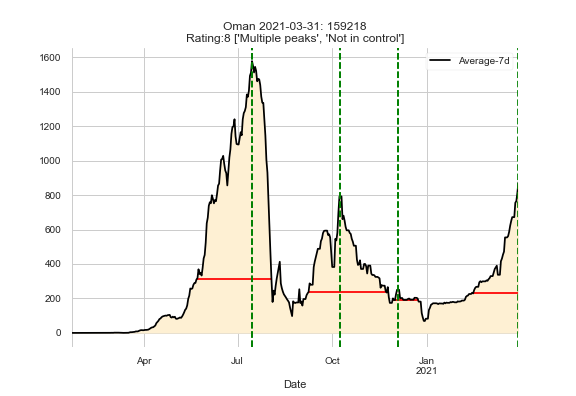 Oman 2021-03-31: 159218
Rating:8 ['Multiple peaks', 'Not in control']
Average-7d
1600
1400
1200
1000
800
600
400
200
0
Apr
Jul
Oct
Jan
2021
Date